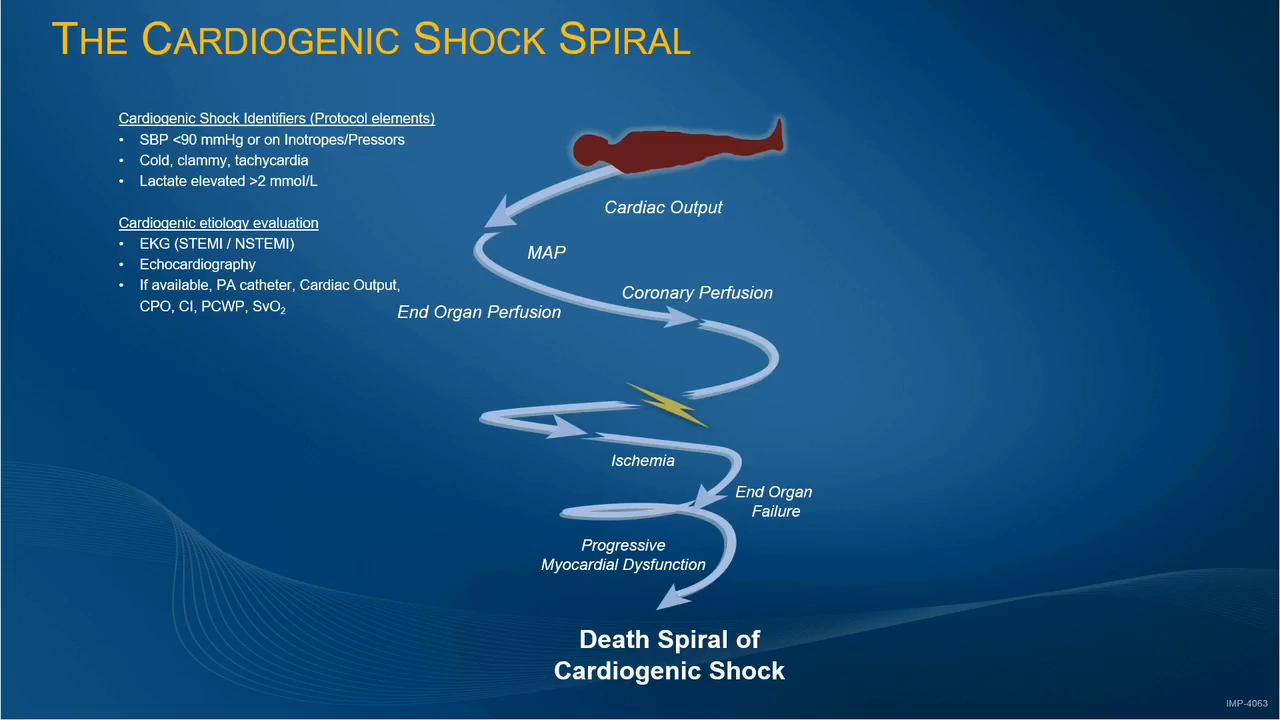 THE CARDIOGENIC SHOCK SPIRAL
Cardiogenic Shock Identifiers (Protocol elements)
• SBP <90 mmHg or on Inotropes/Pressors
• Cold, clammy, tachycardia
• Lactate elevated >2 mmol/L
Cardiogenic etiology evaluation
• EKG (STEMI / NSTEMI)
• Echocardiography
• If available, PA catheter, Cardiac Output,
CPO, CI, PCWP, SvO₂
Cardiac Output
MAP
Coronary Perfusion
End Organ Perfusion
Ischemia
End Organ
Failure
Progressive
Myocardial Dysfunction
Death Spiral of
Cardiogenic Shock
IMP-4063